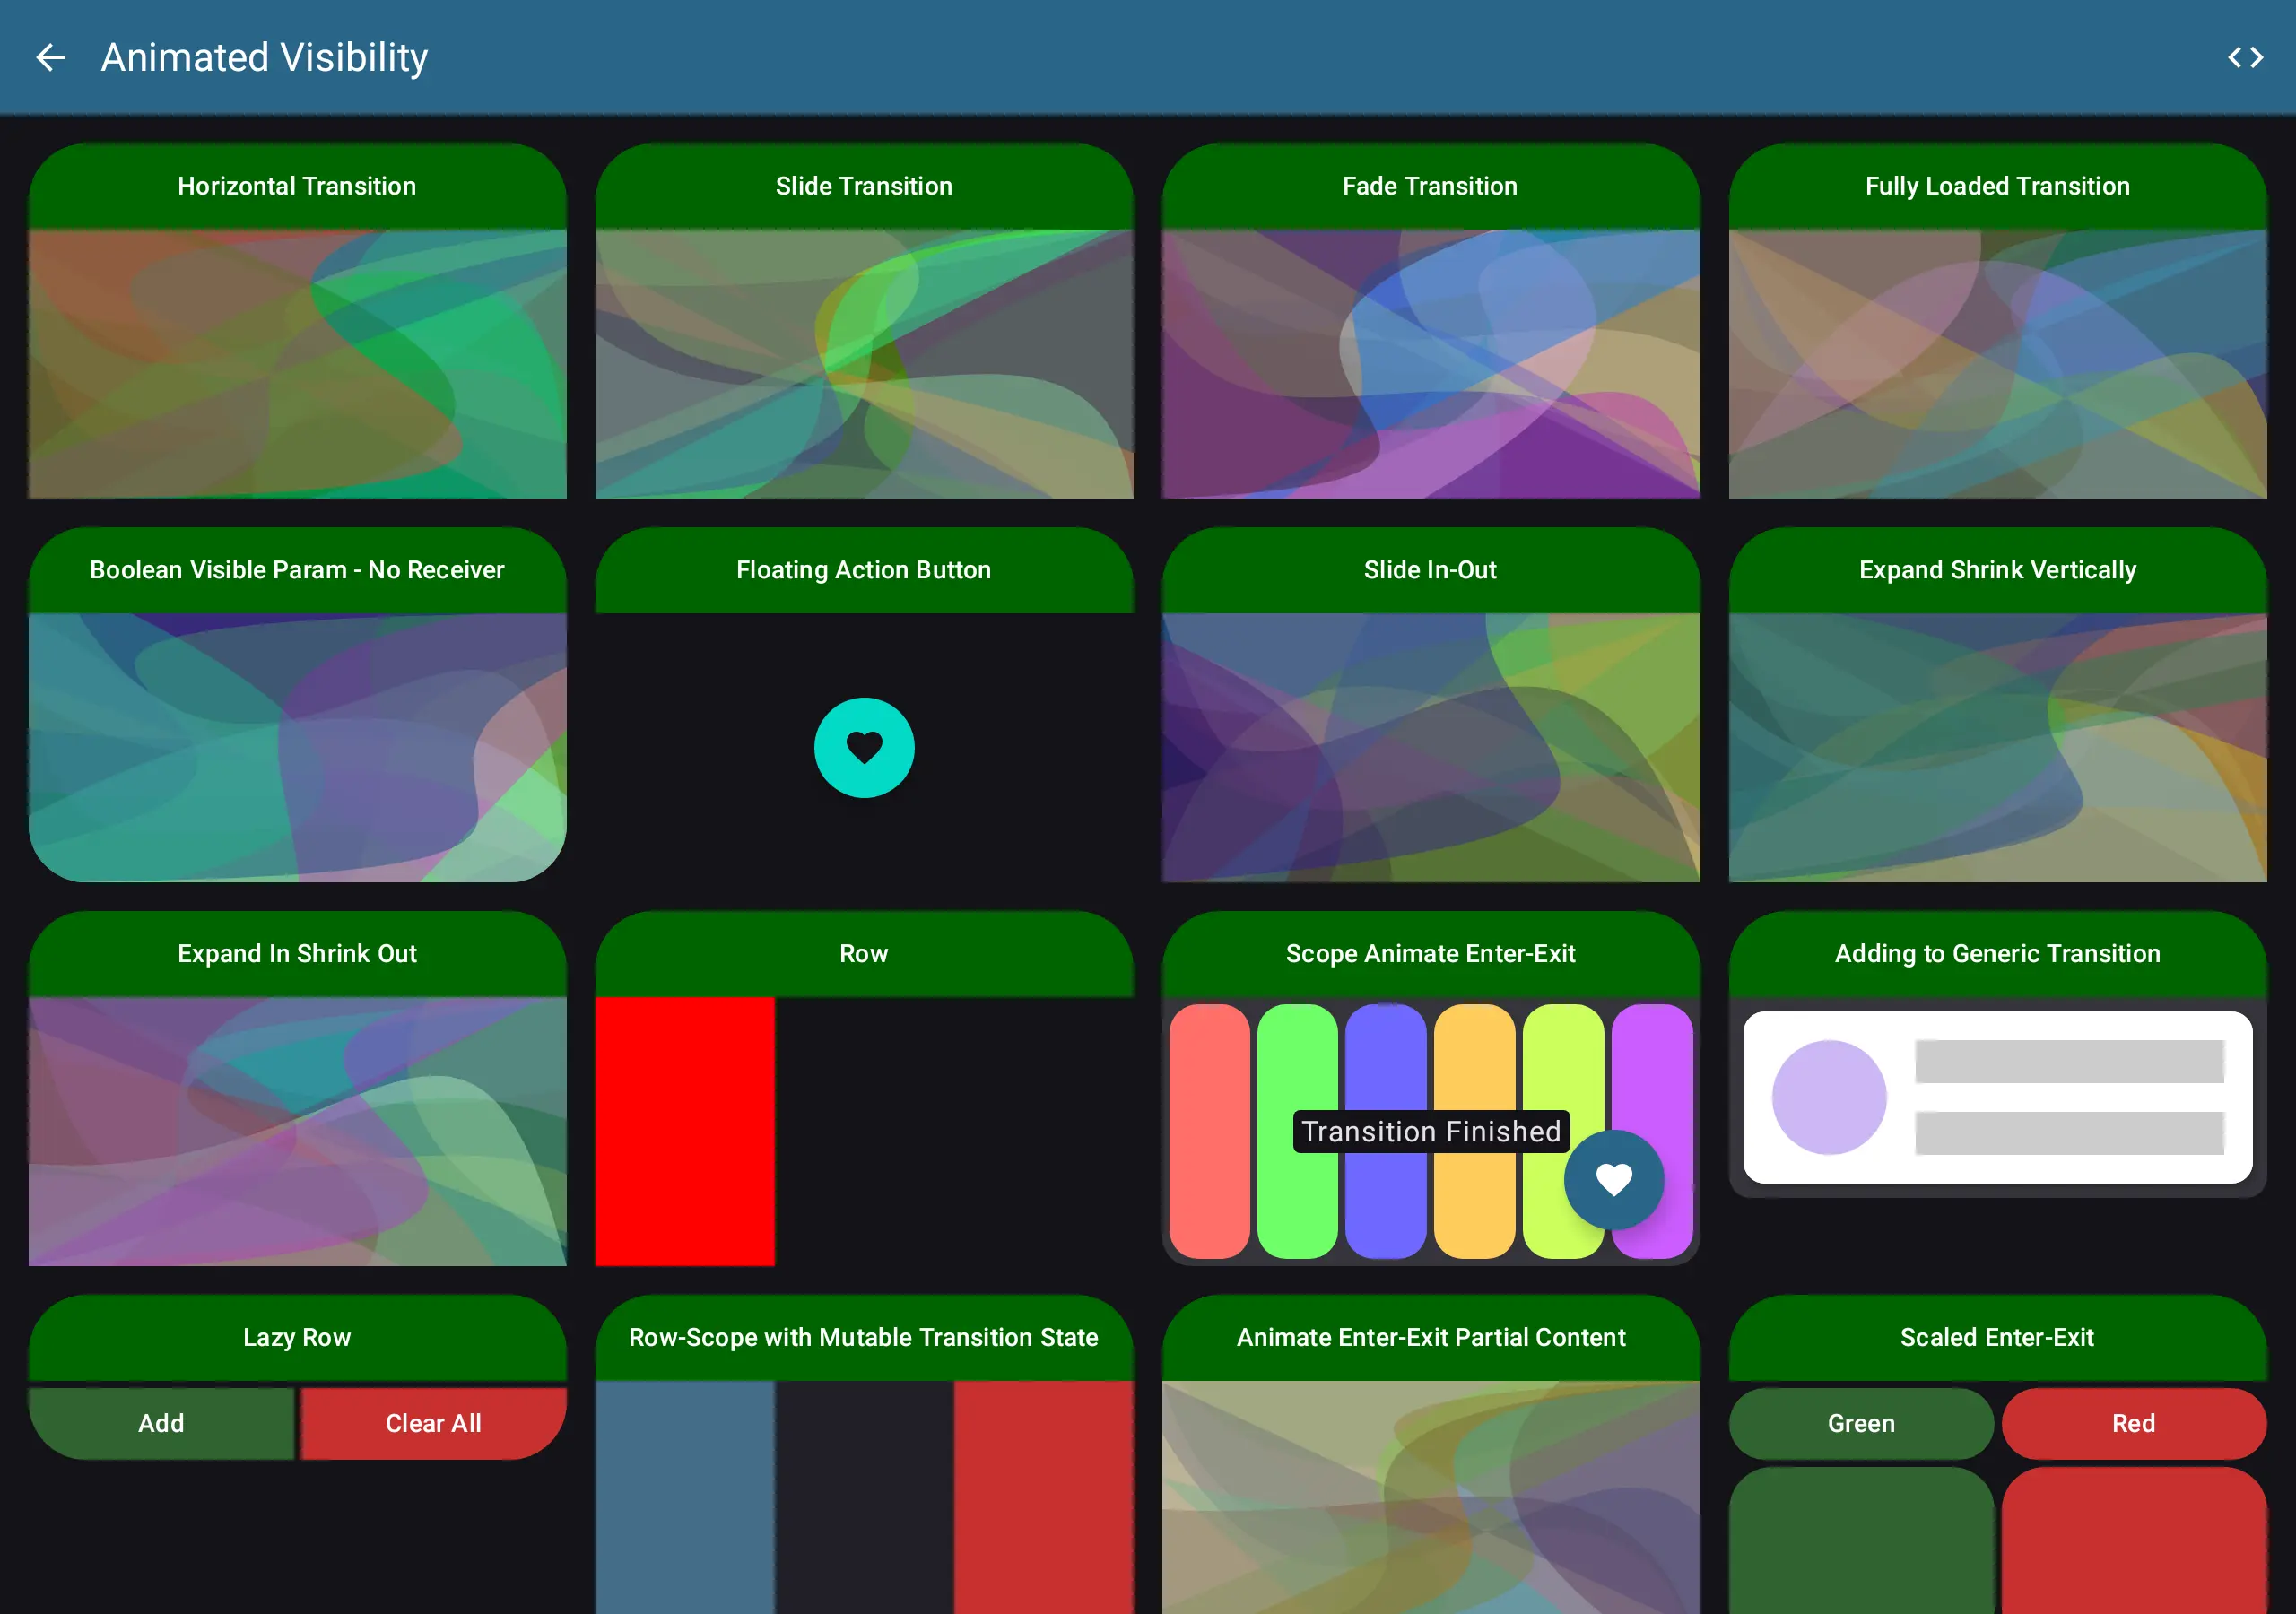 Animated Visibility
Horizontal Transition
Slide Transition
Fade Transition
Fully Loaded Transition
Boolean Visible Param - No Receiver
Floating Action Button
Slide In-Out
Expand Shrink Vertically
Expand In Shrink Out
Row
Scope Animate Enter-Exit
Adding to Generic Transition
Transition Finished
Lazy Row
Row-Scope with Mutable Transition State
Animate Enter-Exit Partial Content
Scaled Enter-Exit
Add
Clear All
Green
Red